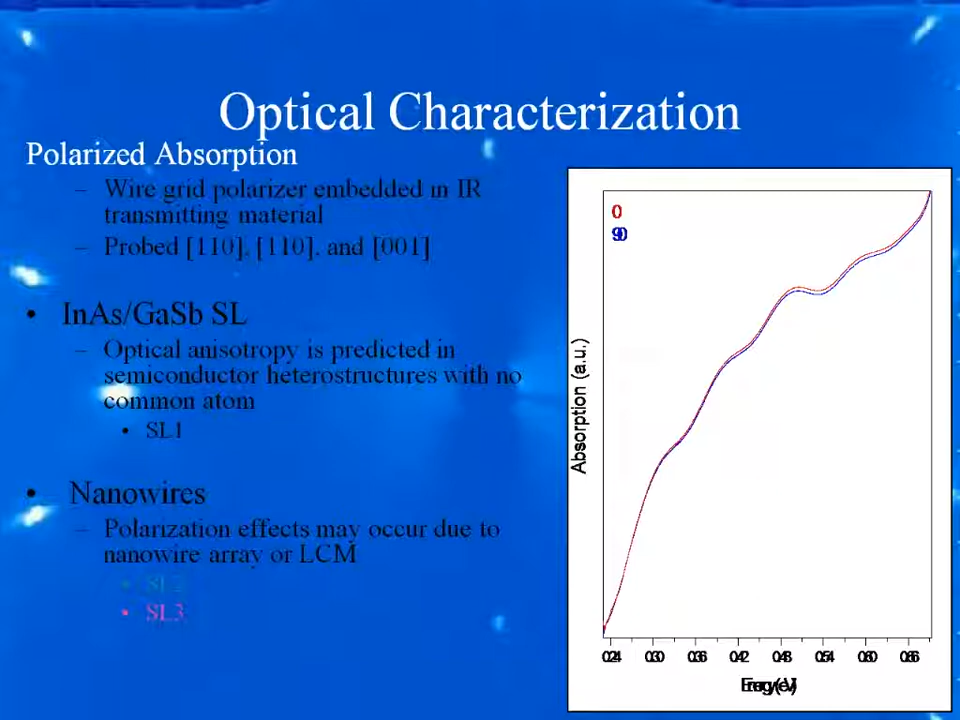 Optical Characterization
Polarized Absorption
– Wire grid polarizer embedded in IR
transmitting material
– Probed [110], [110], and [001]
• InAs/GaSb SL
– Optical anisotropy is predicted in
semiconductor heterostructures with no
common atom
• SL1
• Nanowires
– Polarization effects may occur due to
nanowire array or LCM
• SL2
• SL3
0
90
Absorption (a.u.)
0.24 0.30 0.36 0.42 0.48 0.54 0.60 0.66
Energy (eV)